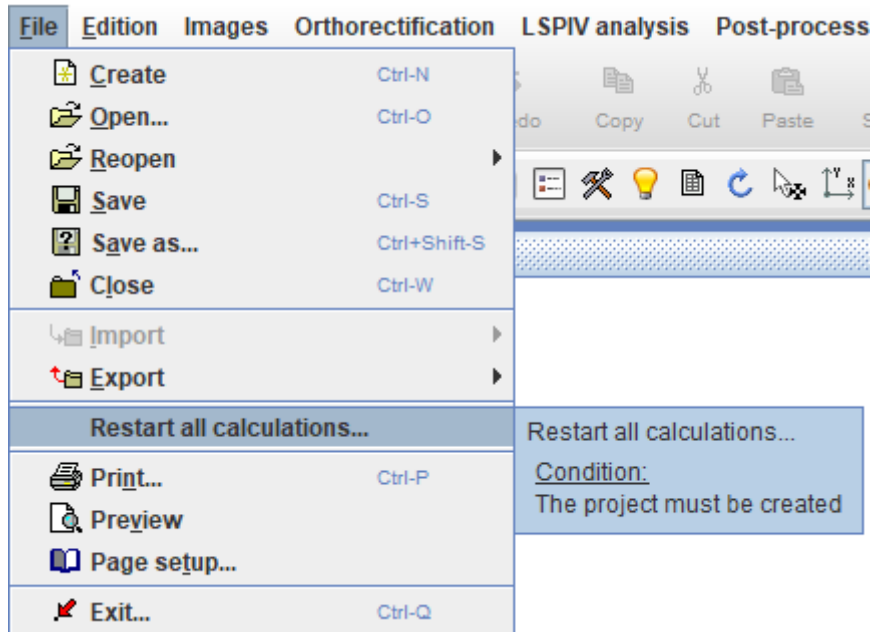 File Edition Images Orthorectification LSPIV analysis Post-process
Create Ctrl-N
Open... Ctrl-O
Copy Cut Paste
Reopen
Save Ctrl-S
Save as... Ctrl+Shift-S
Close Ctrl-W
Import
Export
Restart all calculations...
Restart all calculations...
Condition:
The project must be created
Print... Ctrl-P
Preview
Page setup...
Exit... Ctrl-Q